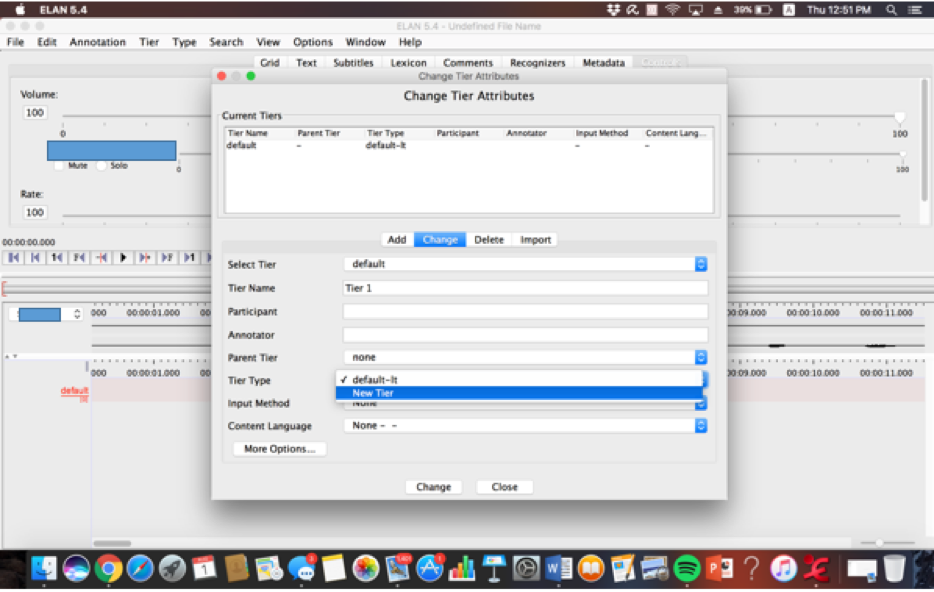 ELAN 5.4 39% A Thu 12:51 PM
ELAN 5.4 - Undefined File Name
File Edit Annotation Tier Type Search View Options Window Help
Grid Text Subtitles Lexicon Comments Recognizers Metadata Controls
Change Tier Attributes
Change Tier Attributes
Volume:
100
0 100
Mute Solo
0 100
Rate:
100
Current Tiers
Tier Name Parent Tier Tier Type Participant Annotator Input Method Content Lang...
default - default-lt - -
Add Change Delete Import
00:00:00.000
Select Tier default
Tier Name Tier 1
Participant
Annotator
Parent Tier none
Tier Type ✓ default-lt
New Tier
Input Method None
Content Language None - -
More Options...
Change Close
000 00:00:01.000 00 00:09.000 00:00:10.000 00:00:11.000
000 00:00:01.000 00 00:09.000 00:00:10.000 00:00:11.000
default